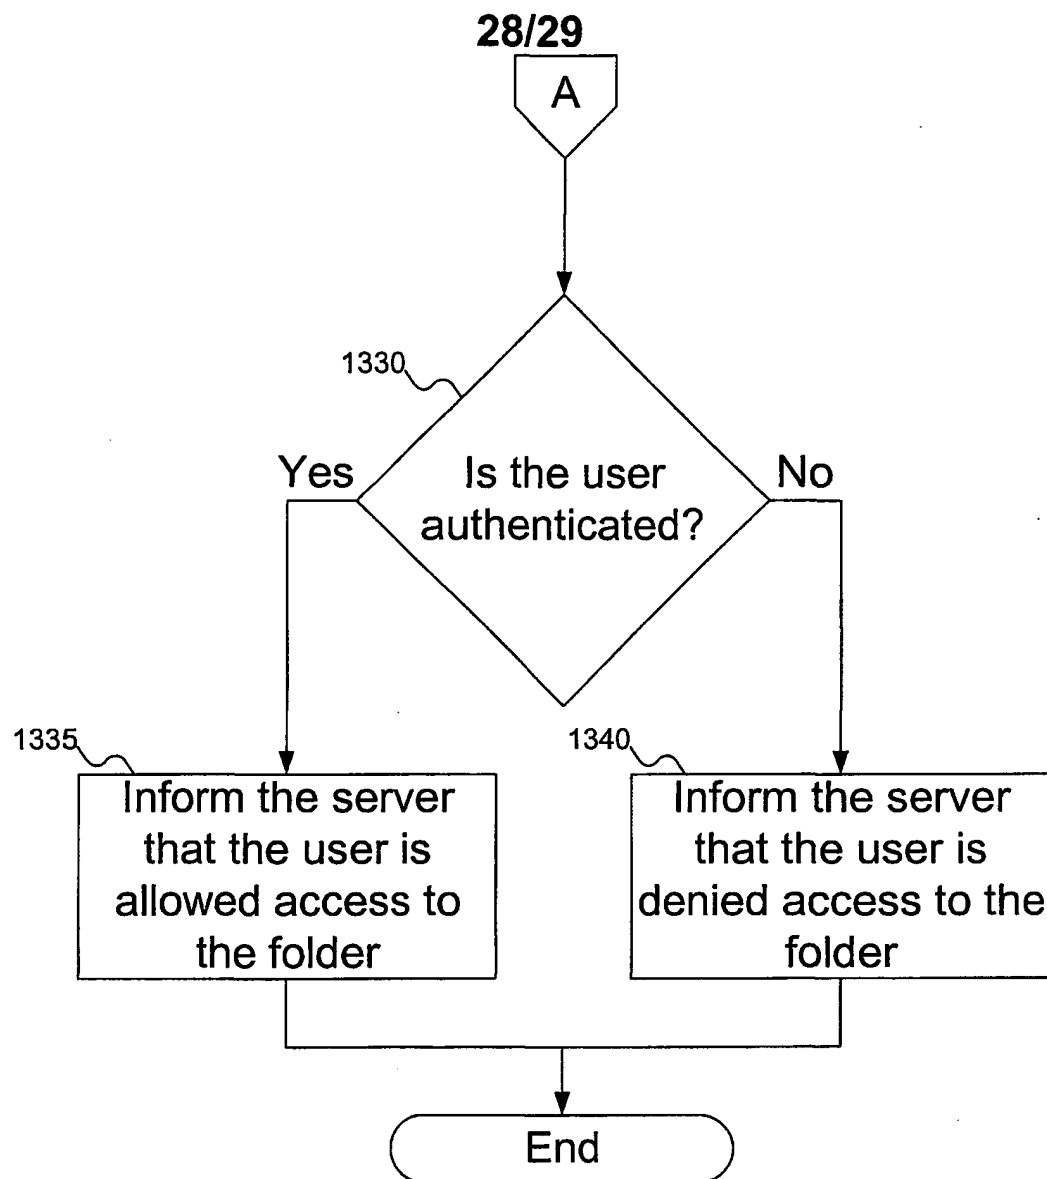 28/29
A
1330
Yes
Is the user
authenticated?
No
1335
Inform the server
that the user is
allowed access to
the folder
1340
Inform the server
that the user is
denied access to the
folder
End